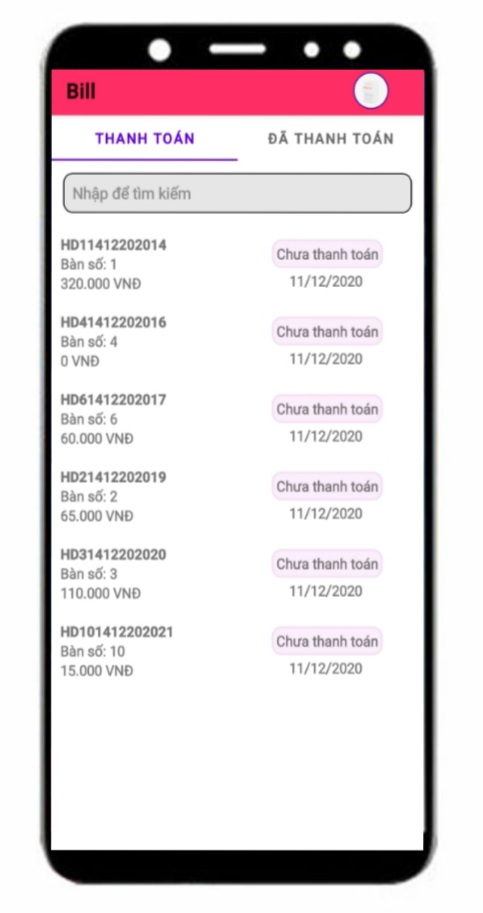 Bill
THANH TOÁN
ĐÃ THANH TOÁN
Nhập để tìm kiếm
HD11412202014
Bàn số: 1
320.000 VNĐ
Chưa thanh toán
11/12/2020
HD41412202016
Bàn số: 4
0 VNĐ
Chưa thanh toán
11/12/2020
HD61412202017
Bàn số: 6
60.000 VNĐ
Chưa thanh toán
11/12/2020
HD21412202019
Bàn số: 2
65.000 VNĐ
Chưa thanh toán
11/12/2020
HD31412202020
Bàn số: 3
110.000 VNĐ
Chưa thanh toán
11/12/2020
HD101412202021
Bàn số: 10
15.000 VNĐ
Chưa thanh toán
11/12/2020